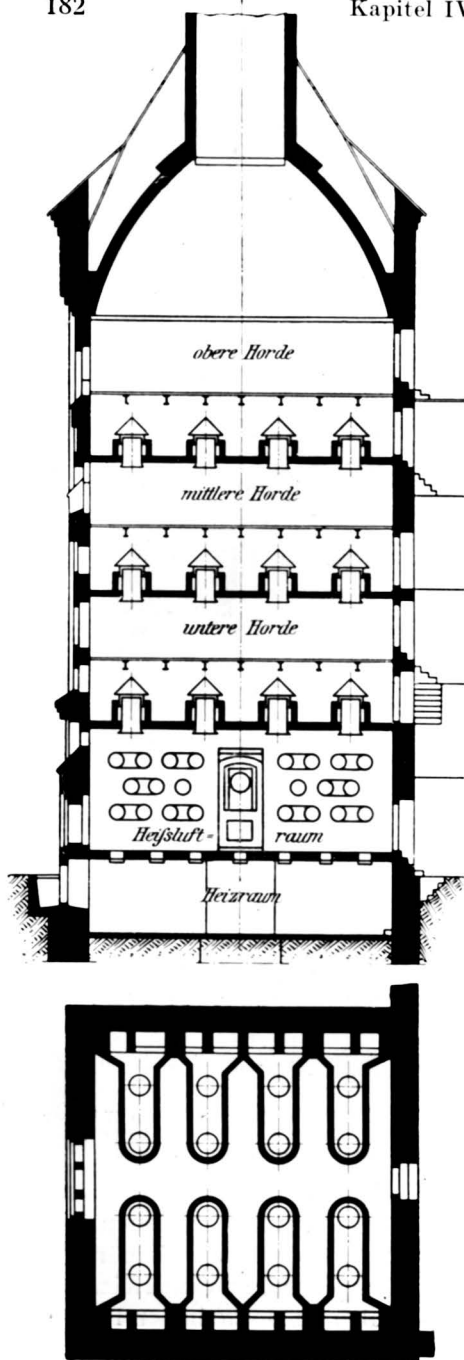 182 Kapitel IV
obere Horde
mittlere Horde
untere Horde
Heißluft = raum
Heizraum